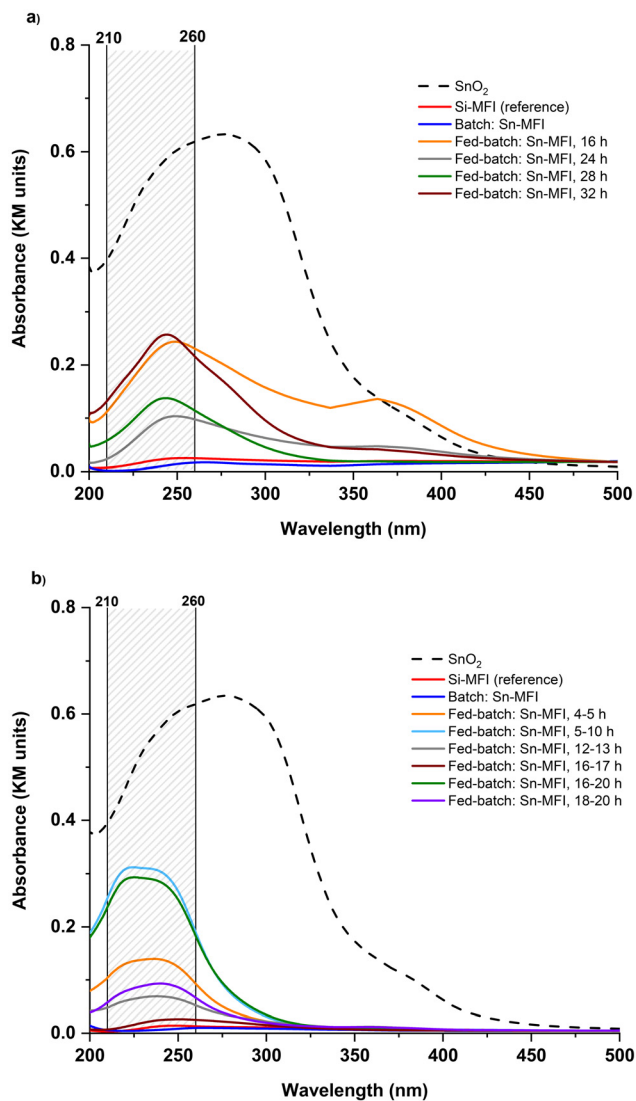 a)
210 260
0.8
0.6
0.4
0.2
0.0
Absorbance (KM units)
SnO₂
Si-MFI (reference)
Batch: Sn-MFI
Fed-batch: Sn-MFI, 16 h
Fed-batch: Sn-MFI, 24 h
Fed-batch: Sn-MFI, 28 h
Fed-batch: Sn-MFI, 32 h
200 250 300 350 400 450 500
Wavelength (nm)
b)
210 260
0.8
0.6
0.4
0.2
0.0
Absorbance (KM units)
SnO₂
Si-MFI (reference)
Batch: Sn-MFI
Fed-batch: Sn-MFI, 4-5 h
Fed-batch: Sn-MFI, 5-10 h
Fed-batch: Sn-MFI, 12-13 h
Fed-batch: Sn-MFI, 16-17 h
Fed-batch: Sn-MFI, 16-20 h
Fed-batch: Sn-MFI, 18-20 h
200 250 300 350 400 450 500
Wavelength (nm)